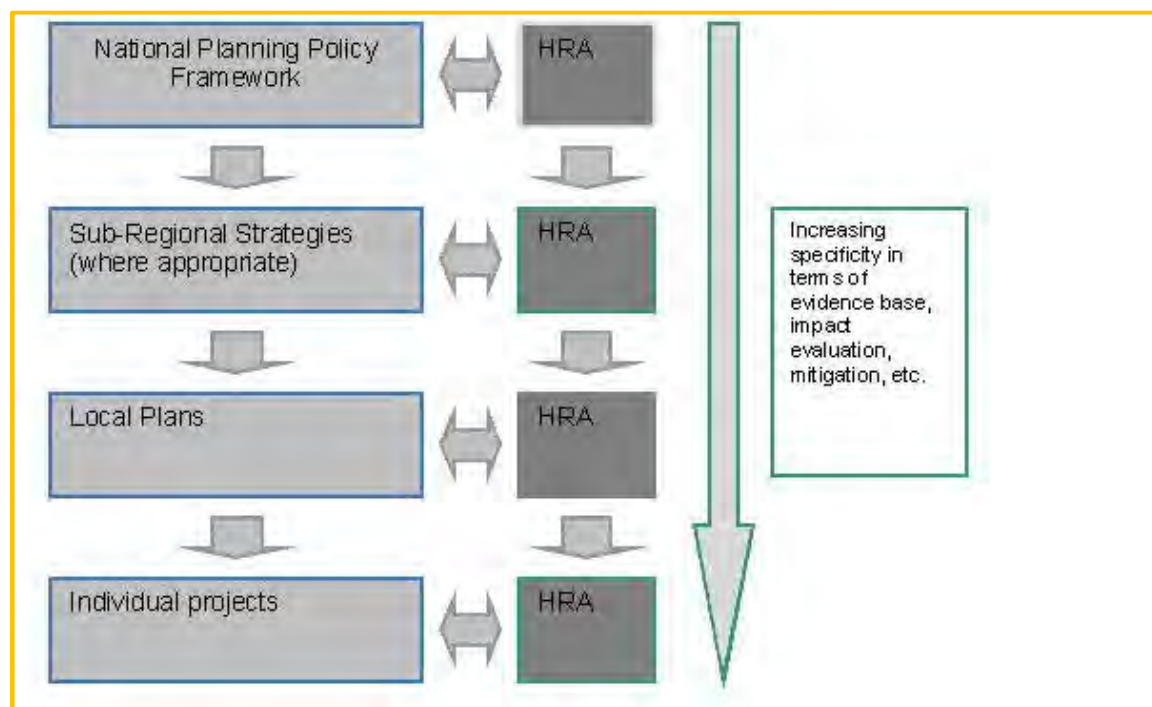 National Planning Policy
Framework
HRA
Sub-Regional Strategies
(where appropriate)
HRA
Increasing
specificity in
terms of
evidence base,
impact
evaluation,
mitigation, etc.
Local Plans
HRA
Individual projects
HRA